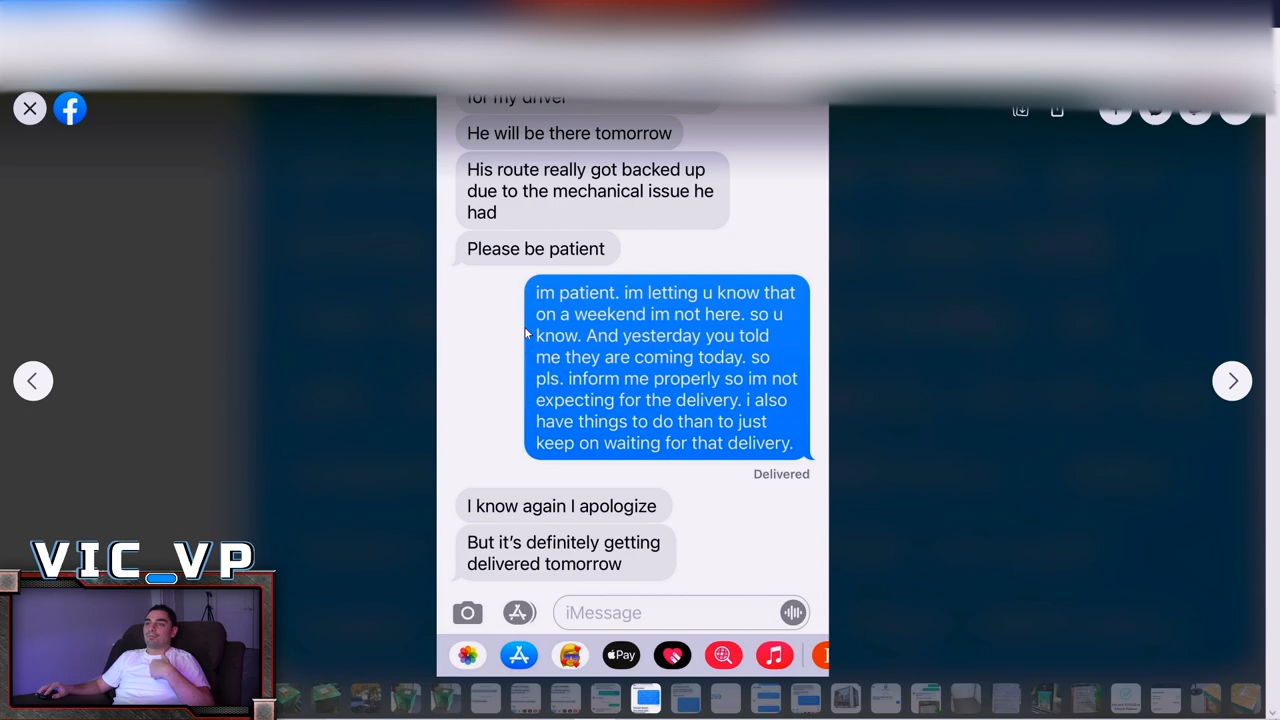 for my driver
He will be there tomorrow
His route really got backed up
due to the mechanical issue he
had
Please be patient
im patient. im letting u know that
on a weekend im not here. so u
know. And yesterday you told
me they are coming today. so
pls. inform me properly so im not
expecting for the delivery. i also
have things to do than to just
keep on waiting for that delivery.
Delivered
I know again I apologize
But it's definitely getting
delivered tomorrow
iMessage
Pay
VIC_VP